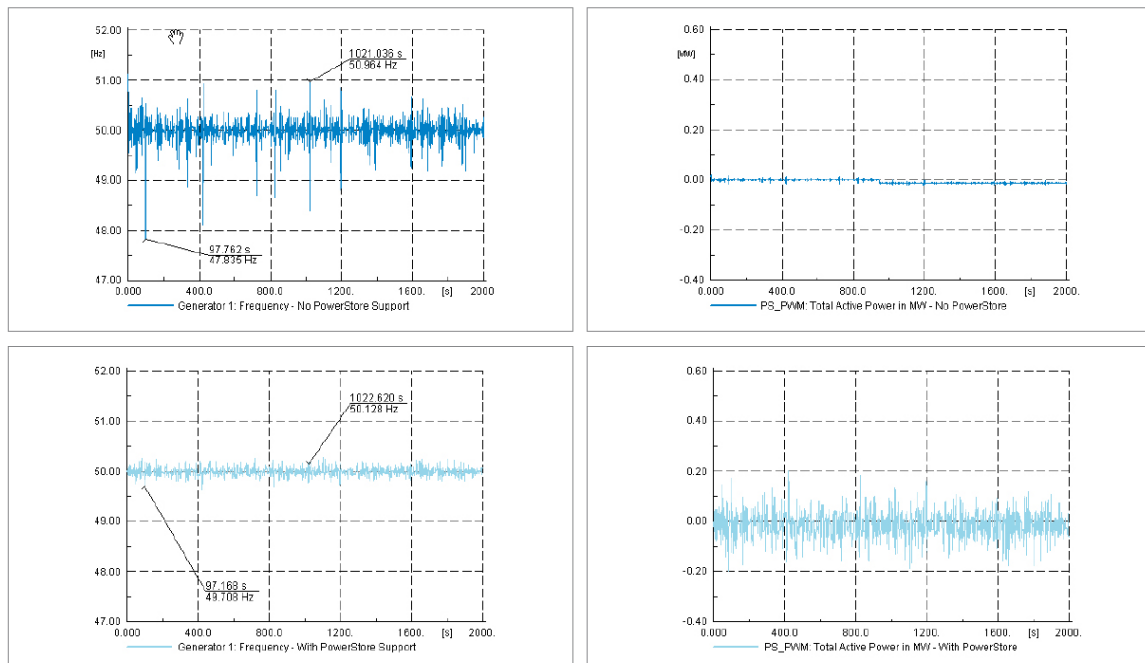 52.00
[Hz]
51.00
50.00
49.00
48.00
47.00
1021.036 s
50.964 Hz
97.762 s
47.835 Hz
0.000 400.0 800.0 1200. 1600. [s] 2000.
Generator 1: Frequency - No PowerStore Support
0.60
[MW]
0.40
0.20
0.00
-0.20
-0.40
0.000 400.0 800.0 1200. 1600. [s] 2000.
PS_PWM: Total Active Power in MW - No PowerStore
52.00
51.00
50.00
49.00
48.00
47.00
1022.620 s
50.128 Hz
97.168 s
49.708 Hz
0.000 400.0 800.0 1200. 1600. [s] 2000.
Generator 1: Frequency - With PowerStore Support
0.60
0.40
0.20
0.00
-0.20
-0.40
0.000 400.0 800.0 1200. 1600. [s] 2000.
PS_PWM: Total Active Power in MW - With PowerStore